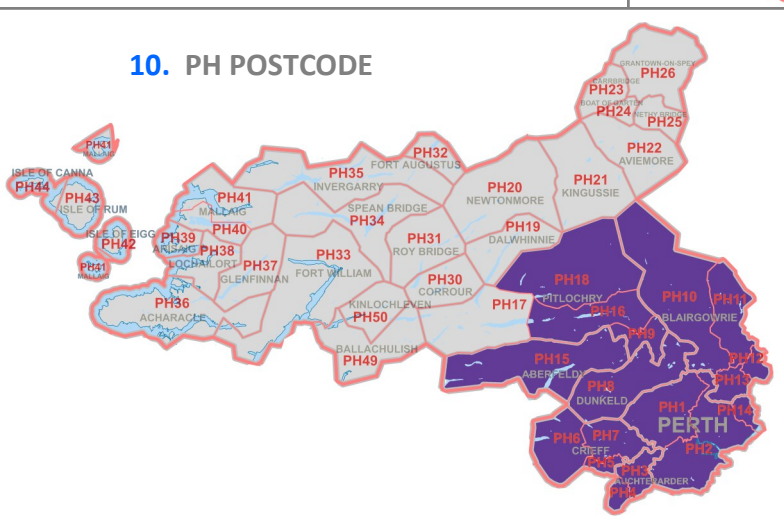 10. PH POSTCODE
GRANTOWN-ON-SPEY
PH26
CARRBRIDGE
PH23
BOAT OF GARTEN
PH24
NETHY BRIDGE
PH25
PH41
MALLAIG
PH32
FORT AUGUSTUS
PH22
AVIEMORE
ISLE OF CANNA
PH44
PH35
INVERGARRY
PH20
NEWTONMORE
PH21
KINGUSSIE
PH43
ISLE OF RUM
PH41
MALLAIG
SPEAN BRIDGE
PH34
PH19
DALWHINNIE
ISLE OF EIGG
PH42
PH40
PH39
ARISAIG
PH38
LOCHAILORT
PH31
ROY BRIDGE
PH33
FORT WILLIAM
PH37
GLENFINNAN
PH41
MALLAIG
PH30
CORROUR
PH18
PITLOCHRY
PH36
ACHARACLE
KINLOCHLEVEN
PH50
PH17
PH16
PH10
BLAIRGOWRIE
PH11
PH9
BALLACHULISH
PH49
PH15
ABERFELDY
PH12
PH8
DUNKELD
PH13
PH1
PH14
PERTH
PH6
PH7
CRIEFF
PH2
PH5
PH3
AUCHTERARDER
PH4